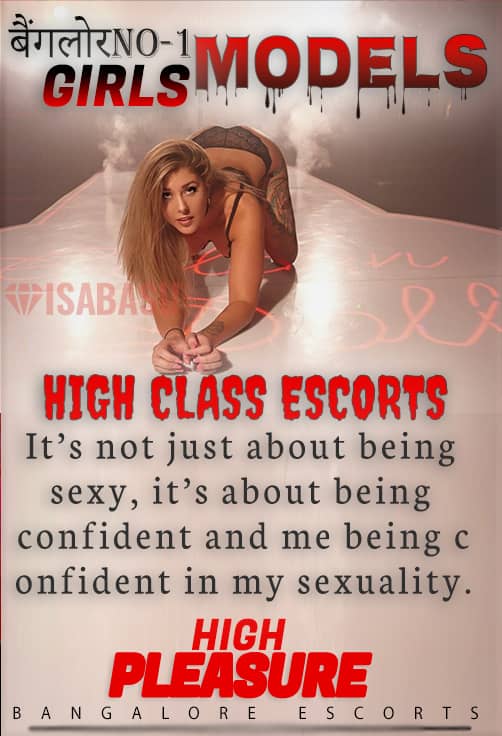 बैंगलोरNO-1
GIRLS MODELS
ISABASU
HIGH CLASS ESCORTS
It’s not just about being
sexy, it’s about being
confident and me being c
onfident in my sexuality.
HIGH
PLEASURE
BANGALORE ESCORTS